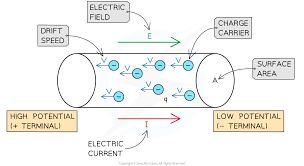 ELECTRIC
FIELD
DRIFT
SPEED
E
CHARGE
CARRIER
V
V
V
V
V
V
V
q
A
SURFACE
AREA
HIGH POTENTIAL
(+ TERMINAL)
I
LOW POTENTIAL
(− TERMINAL)
ELECTRIC
CURRENT